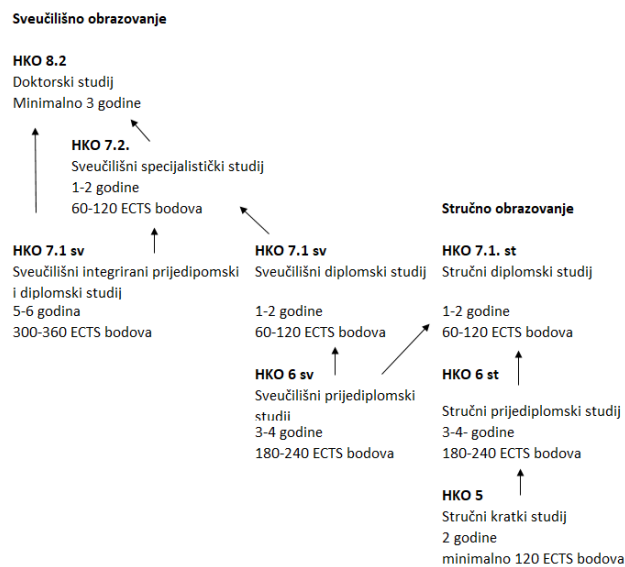 Sveučilišno obrazovanje
HKO 8.2
Doktorski studij
Minimalno 3 godine
HKO 7.2.
Sveučilišni specijalistički studij
1-2 godine
60-120 ECTS bodova
Stručno obrazovanje
HKO 7.1 sv
Sveučilišni integrirani prijedipomski
i diplomski studij
5-6 godina
300-360 ECTS bodova
HKO 7.1 sv
Sveučilišni diplomski studij
1-2 godine
60-120 ECTS bodova
HKO 7.1. st
Stručni diplomski studij
1-2 godine
60-120 ECTS bodova
HKO 6 sv
Sveučilišni prijediplomski
studij
3-4 godine
180-240 ECTS bodova
HKO 6 st
Stručni prijediplomski studij
3-4- godine
180-240 ECTS bodova
HKO 5
Stručni kratki studij
2 godine
minimalno 120 ECTS bodova